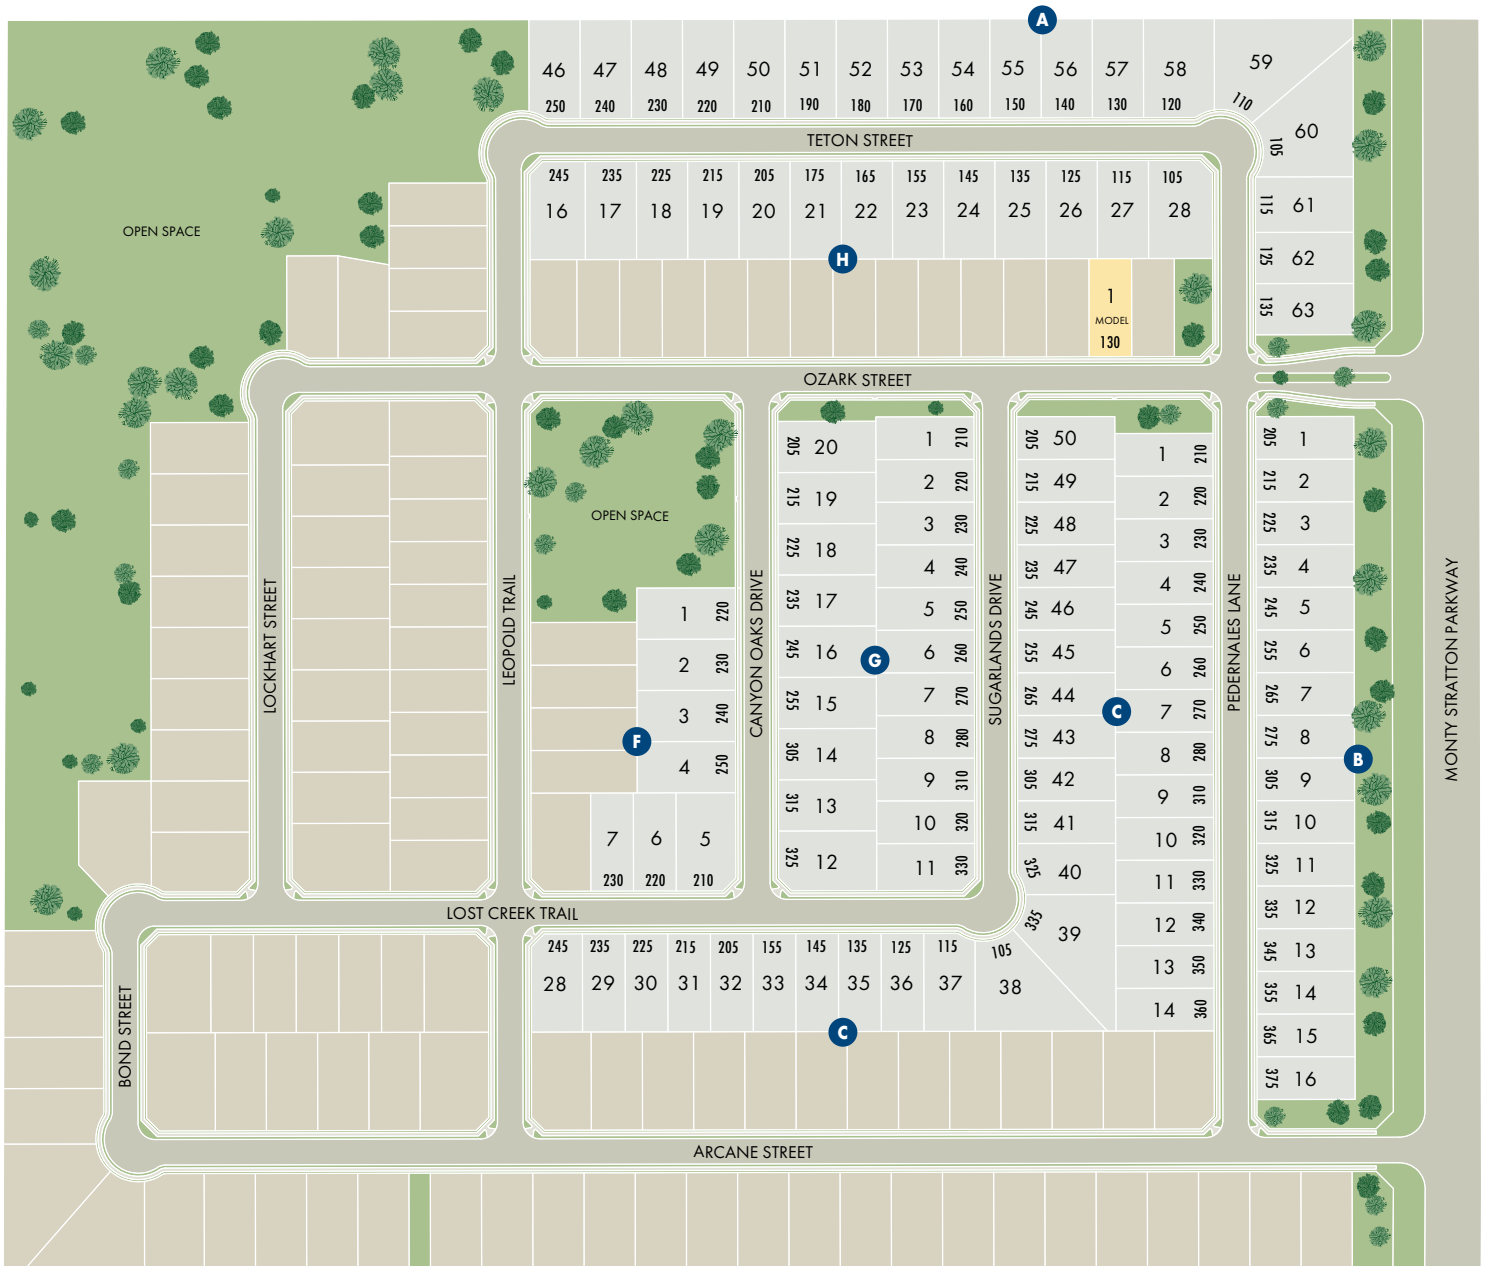 A
46 47 48 49 50 51 52 53 54 55 56 57 58 59
250 240 230 220 210 190 180 170 160 150 140 130 120 110
TETON STREET
60
105
245 235 225 215 205 175 165 155 145 135 125 115 105
16 17 18 19 20 21 22 23 24 25 26 27 28
115 61
125 62
135 63
OPEN SPACE
H
1
MODEL
130
OZARK STREET
LOCKHART STREET
LEOPOLD TRAIL
OPEN SPACE
1 220
2 230
3 240
4 250
F
7 6 5
230 220 210
CANYON OAKS DRIVE
205 20
215 19
225 18
235 17
245 16
255 15
305 14
315 13
325 12
G
1 210
2 220
3 230
4 240
5 250
6 260
7 270
8 280
9 310
10 320
11 330
SUGARLANDS DRIVE
205 50
215 49
225 48
235 47
245 46
255 45
265 44
275 43
305 42
315 41
325 40
335 39
C
1 210
2 220
3 230
4 240
5 250
6 260
7 270
8 280
9 310
10 320
11 330
12 340
13 350
14 360
PEDERNALES LANE
205 1
215 2
225 3
235 4
245 5
255 6
265 7
275 8
305 9
315 10
325 11
335 12
345 13
355 14
365 15
375 16
B
MONTY STRATTON PARKWAY
LOST CREEK TRAIL
245 235 225 215 205 155 145 135 125 115 105
28 29 30 31 32 33 34 35 36 37 38
C
BOND STREET
ARCANE STREET